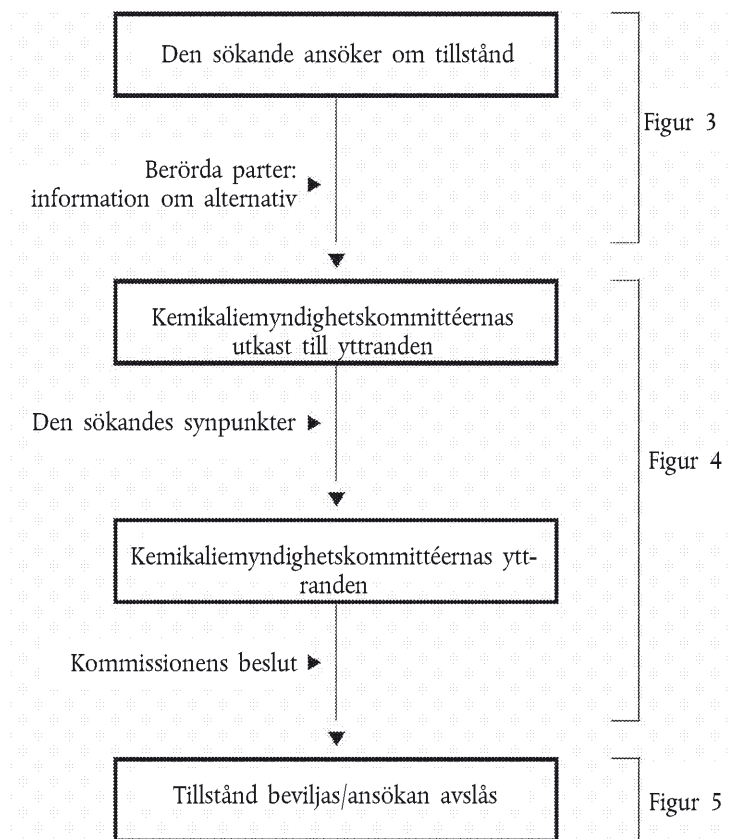 Den sökande ansöker om tillstånd
Figur 3
Berörda parter:
information om alternativ
Kemikaliemyndighetskommittéernas
utkast till yttranden
Den sökandes synpunkter
Figur 4
Kemikaliemyndighetskommittéernas ytt-
randen
Kommissionens beslut
Tillstånd beviljas/ansökan avslås
Figur 5